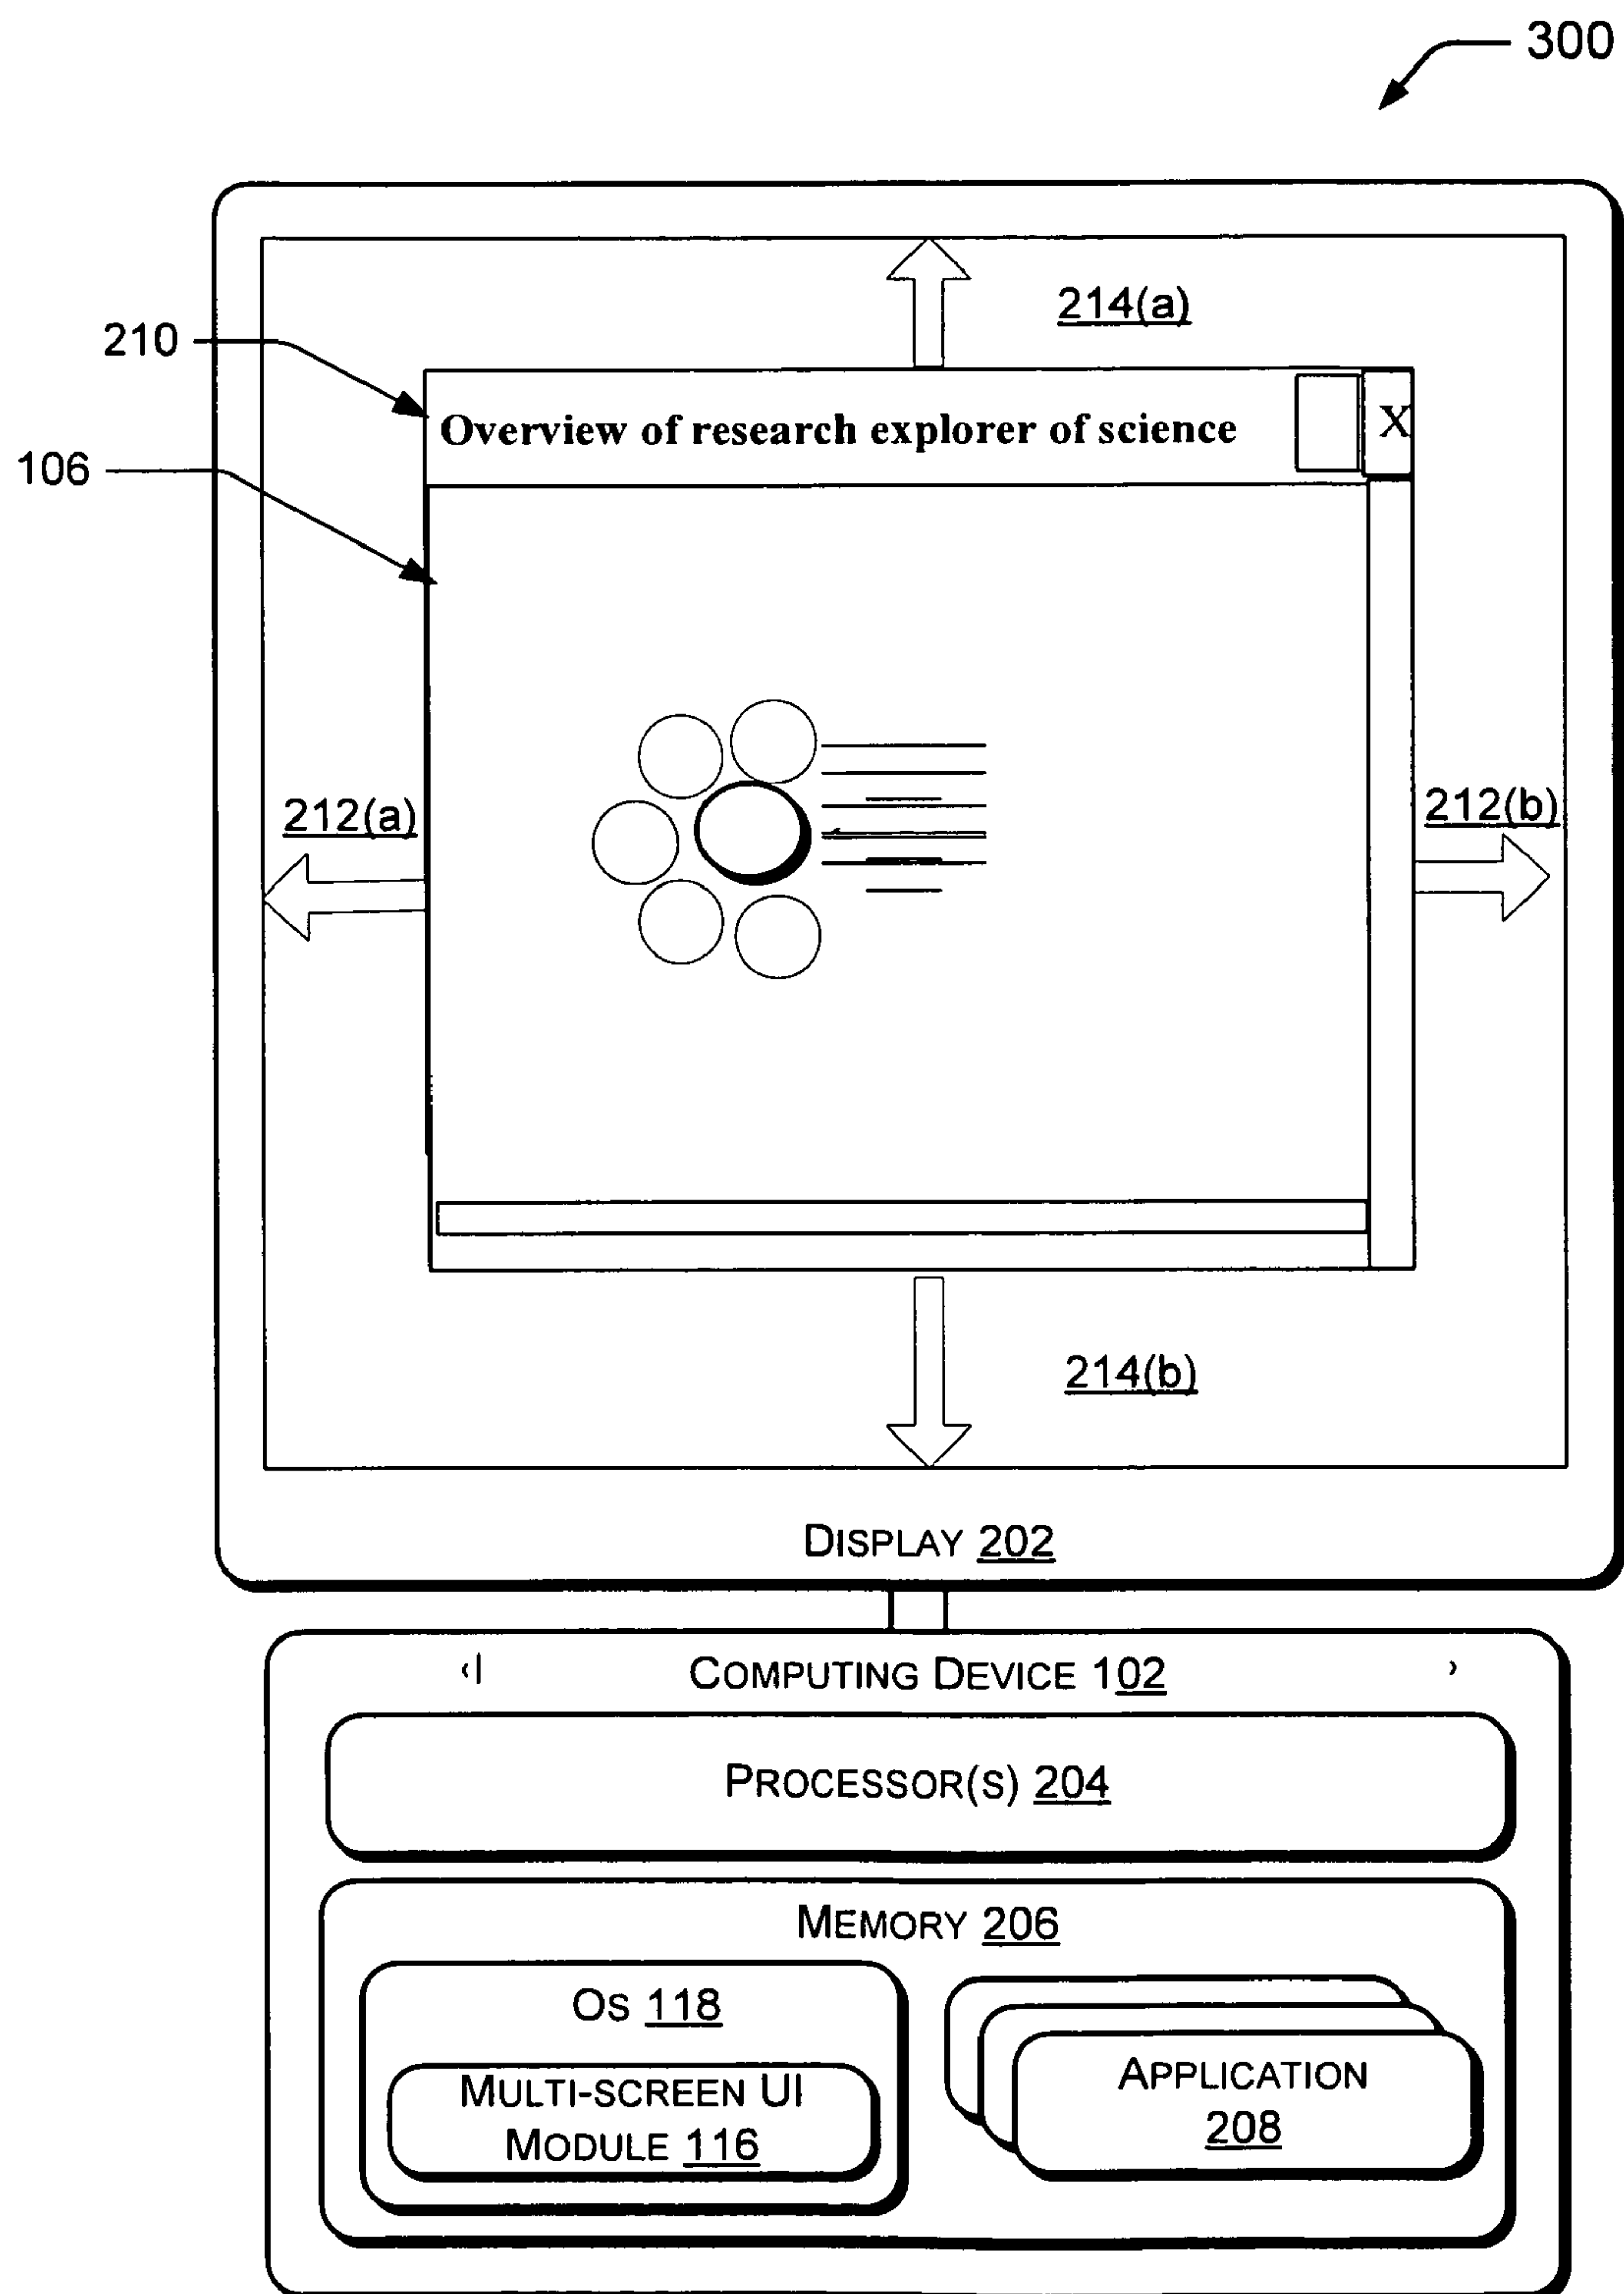 300
214(a)
210
Overview of research explorer of science
X
106
212(a)
212(b)
214(b)
DISPLAY 202
COMPUTING DEVICE 102
PROCESSOR(S) 204
MEMORY 206
OS 118
MULTI-SCREEN UI
MODULE 116
APPLICATION
208